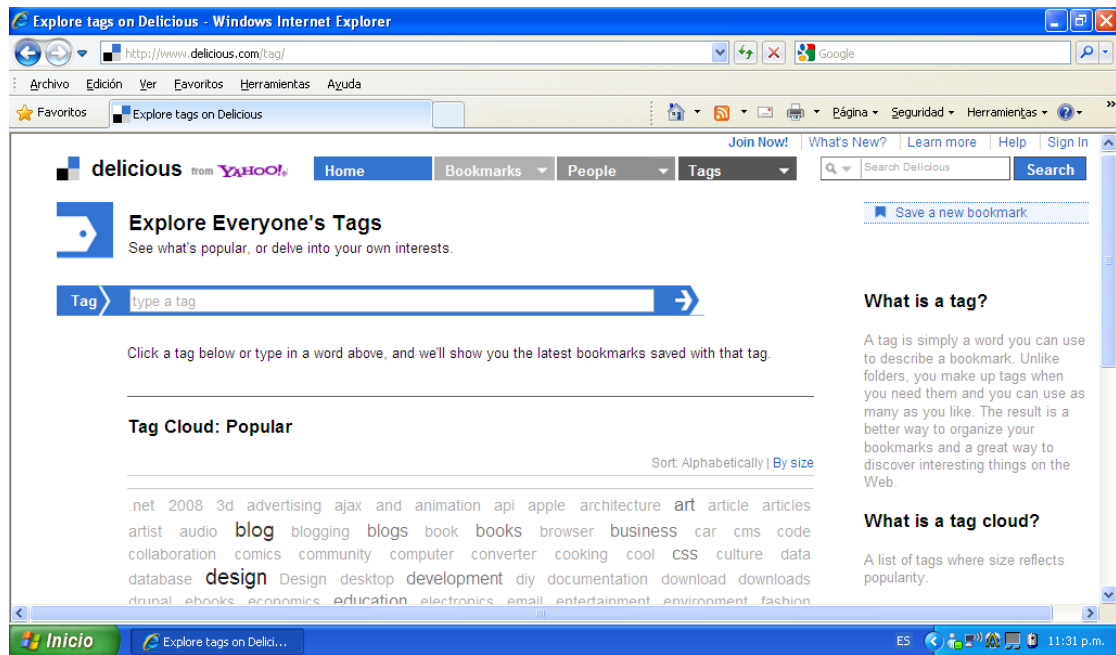 Explore tags on Delicious - Windows Internet Explorer
http://www.delicious.com/tag/
Google
Archivo Edición Ver Favoritos Herramientas Ayuda
Favoritos Explore tags on Delicious Página Seguridad Herramientas
Join Now! What's New? Learn more Help Sign In
delicious from YAHOO! Home Bookmarks People Tags Search Delicious Search
Explore Everyone's Tags
See what's popular, or delve into your own interests.
Save a new bookmark
Tag type a tag
Click a tag below or type in a word above, and we'll show you the latest bookmarks saved with that tag.
Tag Cloud: Popular
Sort: Alphabetically | By size
.net 2008 3d advertising ajax and animation api apple architecture art article articles
artist audio blog blogging blogs book books browser business car cms code
collaboration comics community computer converter cooking cool css culture data
database design Design desktop development diy documentation download downloads
drupal ebooks economics education electronics email entertainment environment fashion
What is a tag?
A tag is simply a word you can use
to describe a bookmark. Unlike
folders, you make up tags when
you need them and you can use as
many as you like. The result is a
better way to organize your
bookmarks and a great way to
discover interesting things on the
Web.
What is a tag cloud?
A list of tags where size reflects
popularity.
Inicio Explore tags on Delici... ES 11:31 p.m.